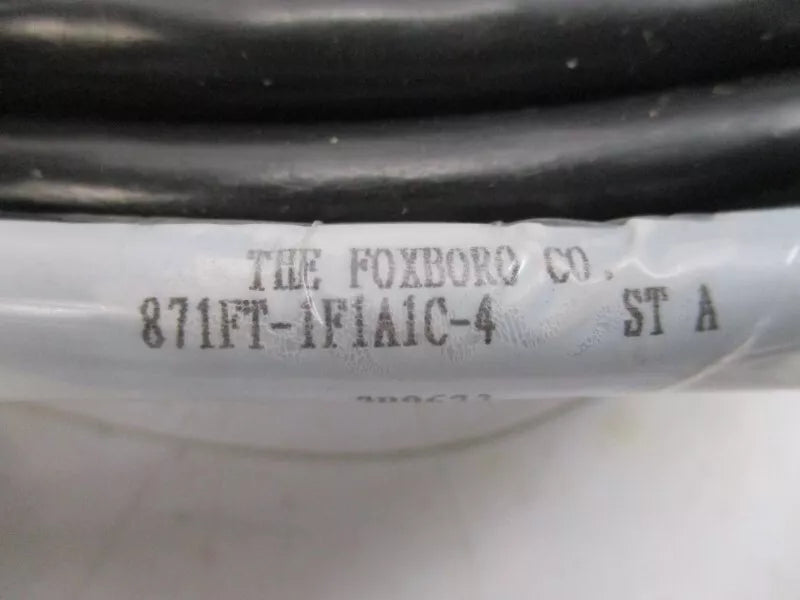 THE FOXBORO CO.
871FT-1F1A1C-4 ST A